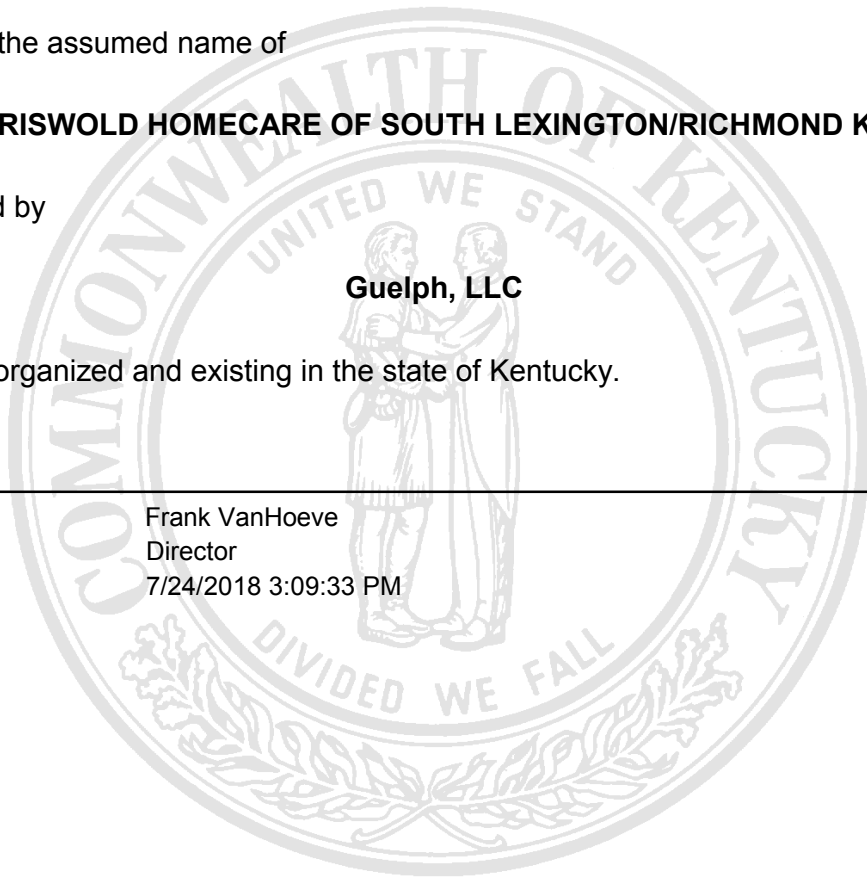 the assumed name of
RISWOLD HOMECARE OF SOUTH LEXINGTON/RICHMOND K
d by
Guelph, LLC
organized and existing in the state of Kentucky.
Frank VanHoeve
Director
7/24/2018 3:09:33 PM
COMMONWEALTH OF KENTUCKY
UNITED WE STAND
DIVIDED WE FALL